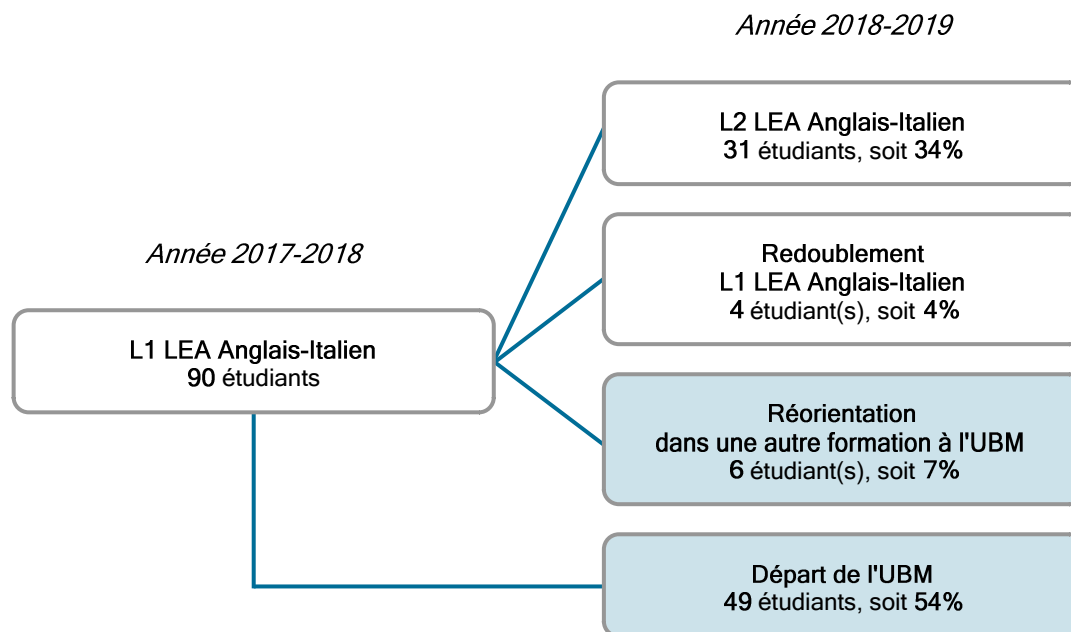 Année 2018-2019
L2 LEA Anglais-Italien
31 étudiants, soit 34%
Année 2017-2018
Redoublement
L1 LEA Anglais-Italien
4 étudiant(s), soit 4%
L1 LEA Anglais-Italien
90 étudiants
Réorientation
dans une autre formation à l'UBM
6 étudiant(s), soit 7%
Départ de l'UBM
49 étudiants, soit 54%